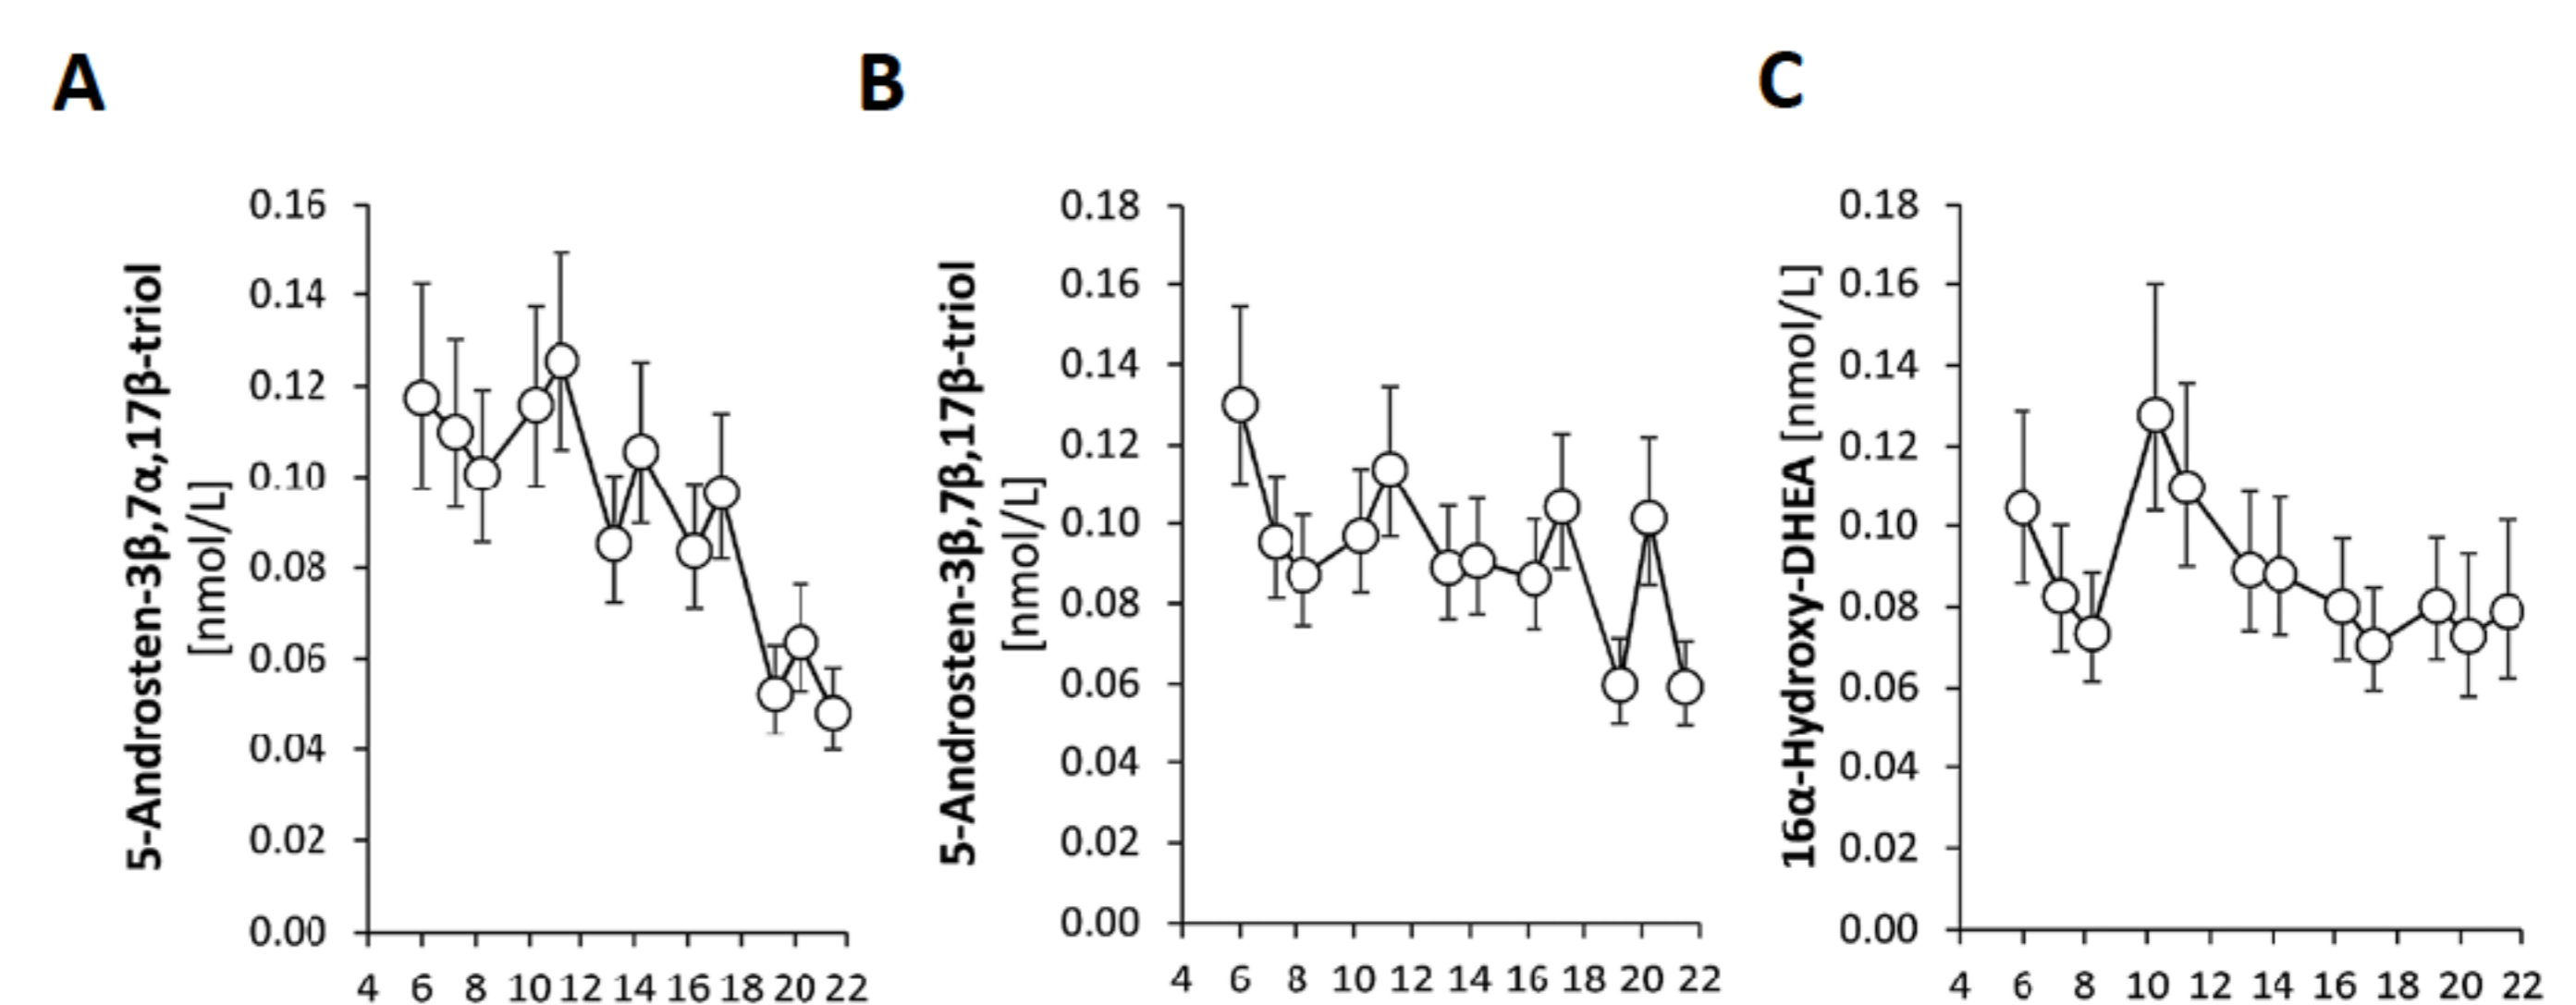 A
B
C
5-Androsten-3β,7α,17β-triol
[nmol/L]
0.16
0.14
0.12
0.10
0.08
0.06
0.04
0.02
0.00
4 6 8 10 12 14 16 18 20 22
5-Androsten-3β,7β,17β-triol
[nmol/L]
0.18
0.16
0.14
0.12
0.10
0.08
0.06
0.04
0.02
0.00
4 6 8 10 12 14 16 18 20 22
16α-Hydroxy-DHEA [nmol/L]
0.18
0.16
0.14
0.12
0.10
0.08
0.06
0.04
0.02
0.00
4 6 8 10 12 14 16 18 20 22